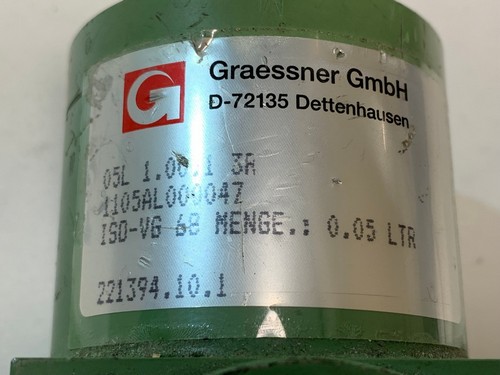 G
Graessner GmbH
D-72135 Dettenhausen
05L 1.00:1 3R
1105AL000047
ISO-VG 68 MENGE.: 0.05 LTR
221394.10.1